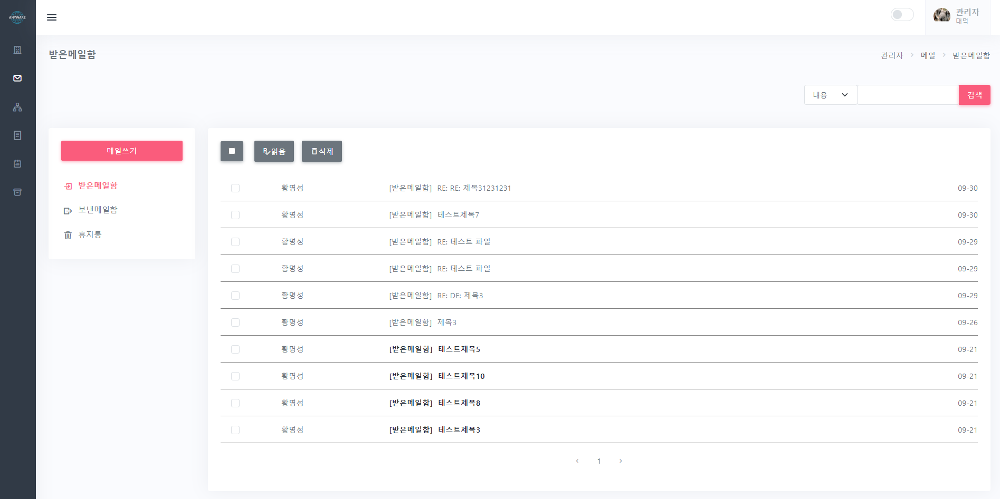 ANYWARE
관리자
대덕
받은메일함
관리자 > 메일 > 받은메일함
내용 검색
메일쓰기
받은메일함
보낸메일함
휴지통
읽음 삭제
황명성 [받은메일함] RE: RE: 제목31231231 09-30
황명성 [받은메일함] 테스트제목7 09-30
황명성 [받은메일함] RE: 테스트 파일 09-29
황명성 [받은메일함] RE: 테스트 파일 09-29
황명성 [받은메일함] RE: DE: 제목3 09-29
황명성 [받은메일함] 제목3 09-26
황명성 [받은메일함] 테스트제목5 09-21
황명성 [받은메일함] 테스트제목10 09-21
황명성 [받은메일함] 테스트제목8 09-21
황명성 [받은메일함] 테스트제목3 09-21
‹ 1 ›